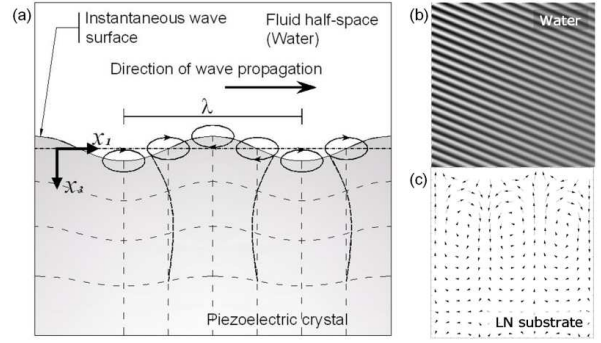 (a)
Instantaneous wave
surface
Fluid half-space
(Water)
Direction of wave propagation
λ
x₁
x₃
Piezoelectric crystal
(b)
Water
(c)
LN substrate